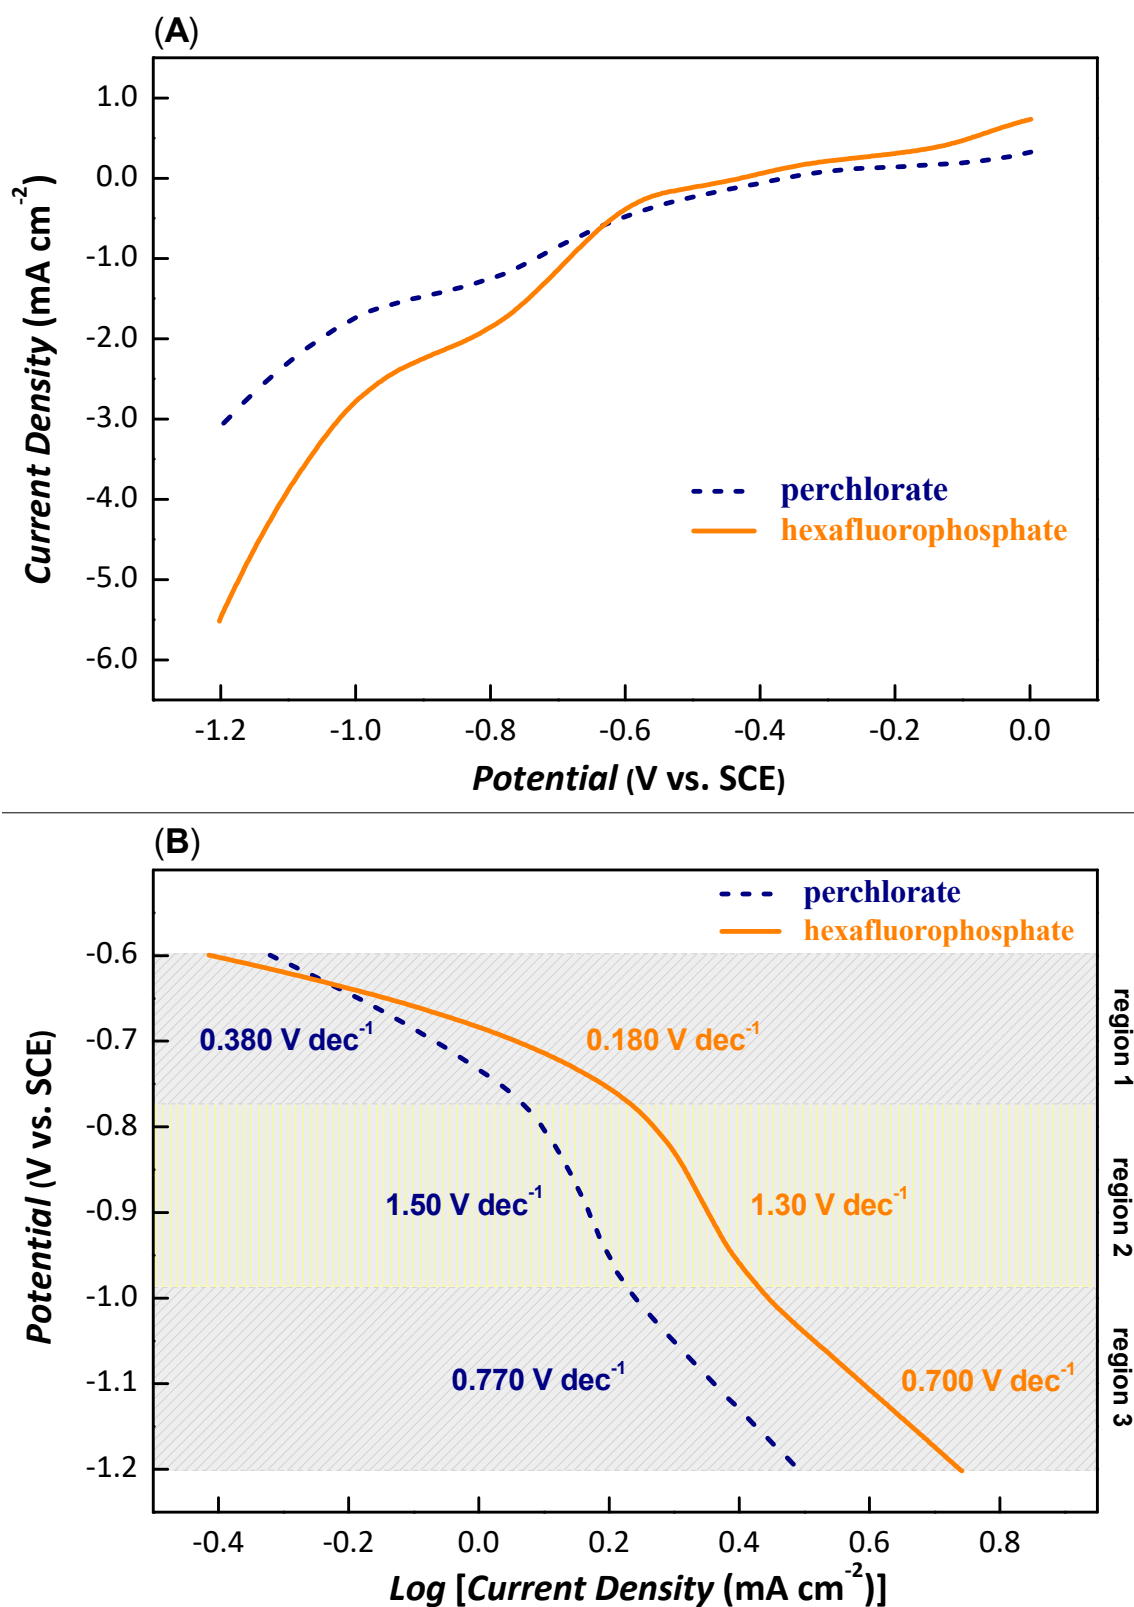 (A)
1.0
0.0
-1.0
-2.0
-3.0
-4.0
-5.0
-6.0
Current Density (mA cm⁻²)
perchlorate
hexafluorophosphate
-1.2 -1.0 -0.8 -0.6 -0.4 -0.2 0.0
Potential (V vs. SCE)
(B)
perchlorate
hexafluorophosphate
-0.6
-0.7
-0.8
-0.9
-1.0
-1.1
-1.2
Potential (V vs. SCE)
0.380 V dec⁻¹ 0.180 V dec⁻¹
1.50 V dec⁻¹ 1.30 V dec⁻¹
0.770 V dec⁻¹ 0.700 V dec⁻¹
region 1
region 2
region 3
-0.4 -0.2 0.0 0.2 0.4 0.6 0.8
Log [Current Density (mA cm⁻²)]